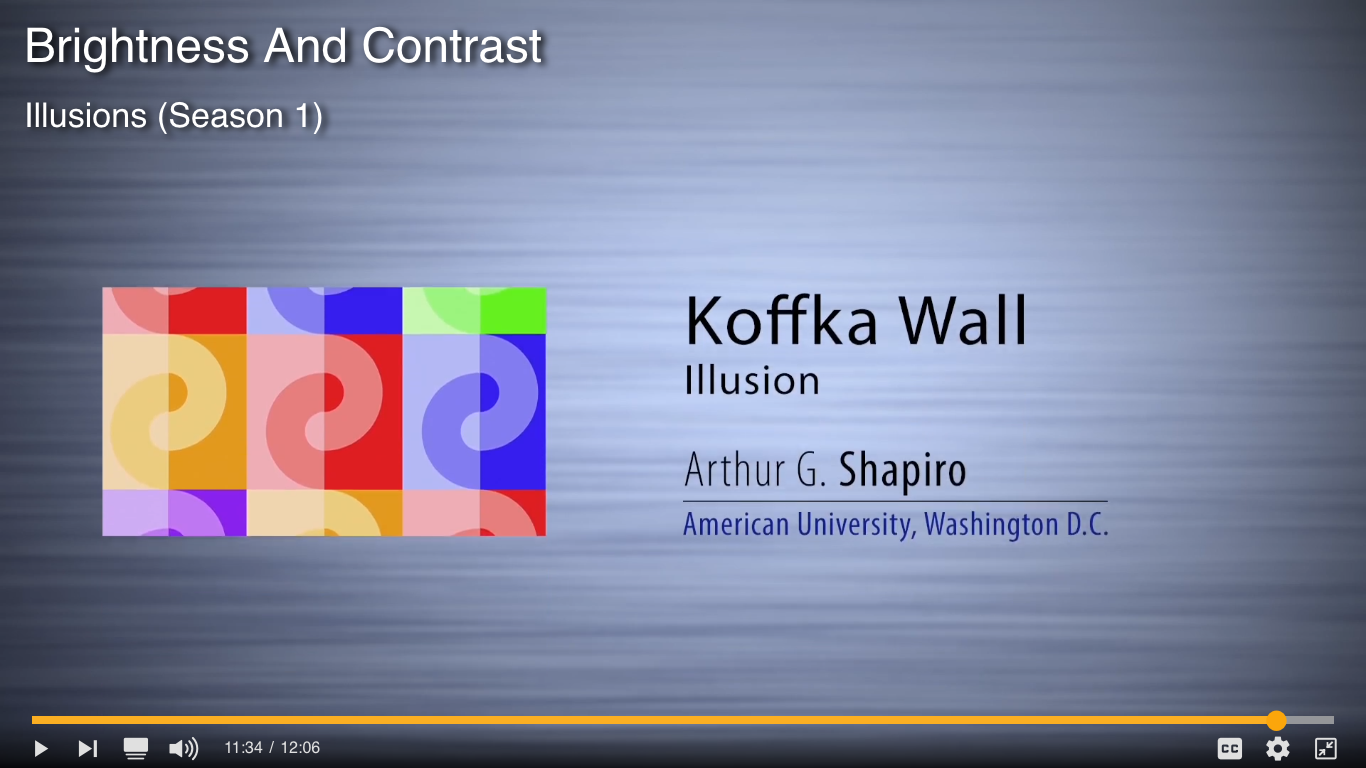 Brightness And Contrast
Illusions (Season 1)
Koffka Wall
Illusion
Arthur G. Shapiro
American University, Washington D.C.
11:34 / 12:06
CC